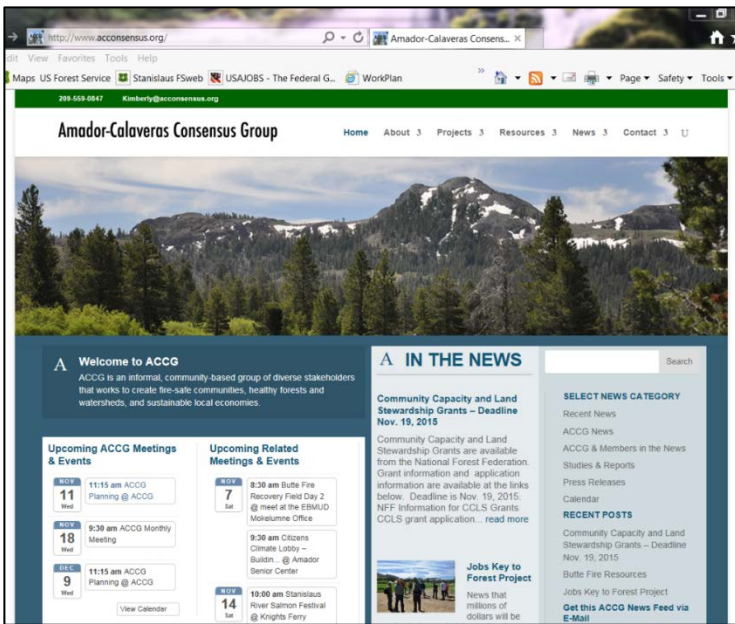 http://www.acconsensus.org/
Amador-Calaveras Consens...
dit View Favorites Tools Help
Maps US Forest Service Stanislaus FSweb USAJOBS - The Federal G... WorkPlan
Page Safety Tools
209-559-0847 Kimberly@acconsensus.org
Amador-Calaveras Consensus Group
Home About 3 Projects 3 Resources 3 News 3 Contact 3 U
A Welcome to ACCG
ACCG is an informal, community-based group of diverse stakeholders
that works to create fire-safe communities, healthy forests and
watersheds, and sustainable local economies.
Upcoming ACCG Meetings
& Events
NOV
11
Wed
11:15 am ACCG
Planning @ ACCG
NOV
18
Wed
9:30 am ACCG Monthly
Meeting
DEC
9
Wed
11:15 am ACCG
Planning @ ACCG
View Calendar
Upcoming Related
Meetings & Events
NOV
7
Sat
8:30 am Butte Fire
Recovery Field Day 2
@ meet at the EBMUD
Mokelumne Office
9:30 am Citizens
Climate Lobby –
Buildin... @ Amador
Senior Center
NOV
14
Sat
10:00 am Stanislaus
River Salmon Festival
@ Knights Ferry
A IN THE NEWS
Community Capacity and Land
Stewardship Grants – Deadline
Nov. 19, 2015
Community Capacity and Land
Stewardship Grants are available
from the National Forest Federation.
Grant information and application
information are available at the links
below. Deadline is Nov. 19, 2015.
NFF Information for CCLS Grants
CCLS grant application... read more
Jobs Key to
Forest Project
News that
millions of
dollars will be
Search
SELECT NEWS CATEGORY
Recent News
ACCG News
ACCG & Members in the News
Studies & Reports
Press Releases
Calendar
RECENT POSTS
Community Capacity and Land
Stewardship Grants – Deadline
Nov. 19, 2015
Butte Fire Resources
Jobs Key to Forest Project
Get this ACCG News Feed via
E-Mail